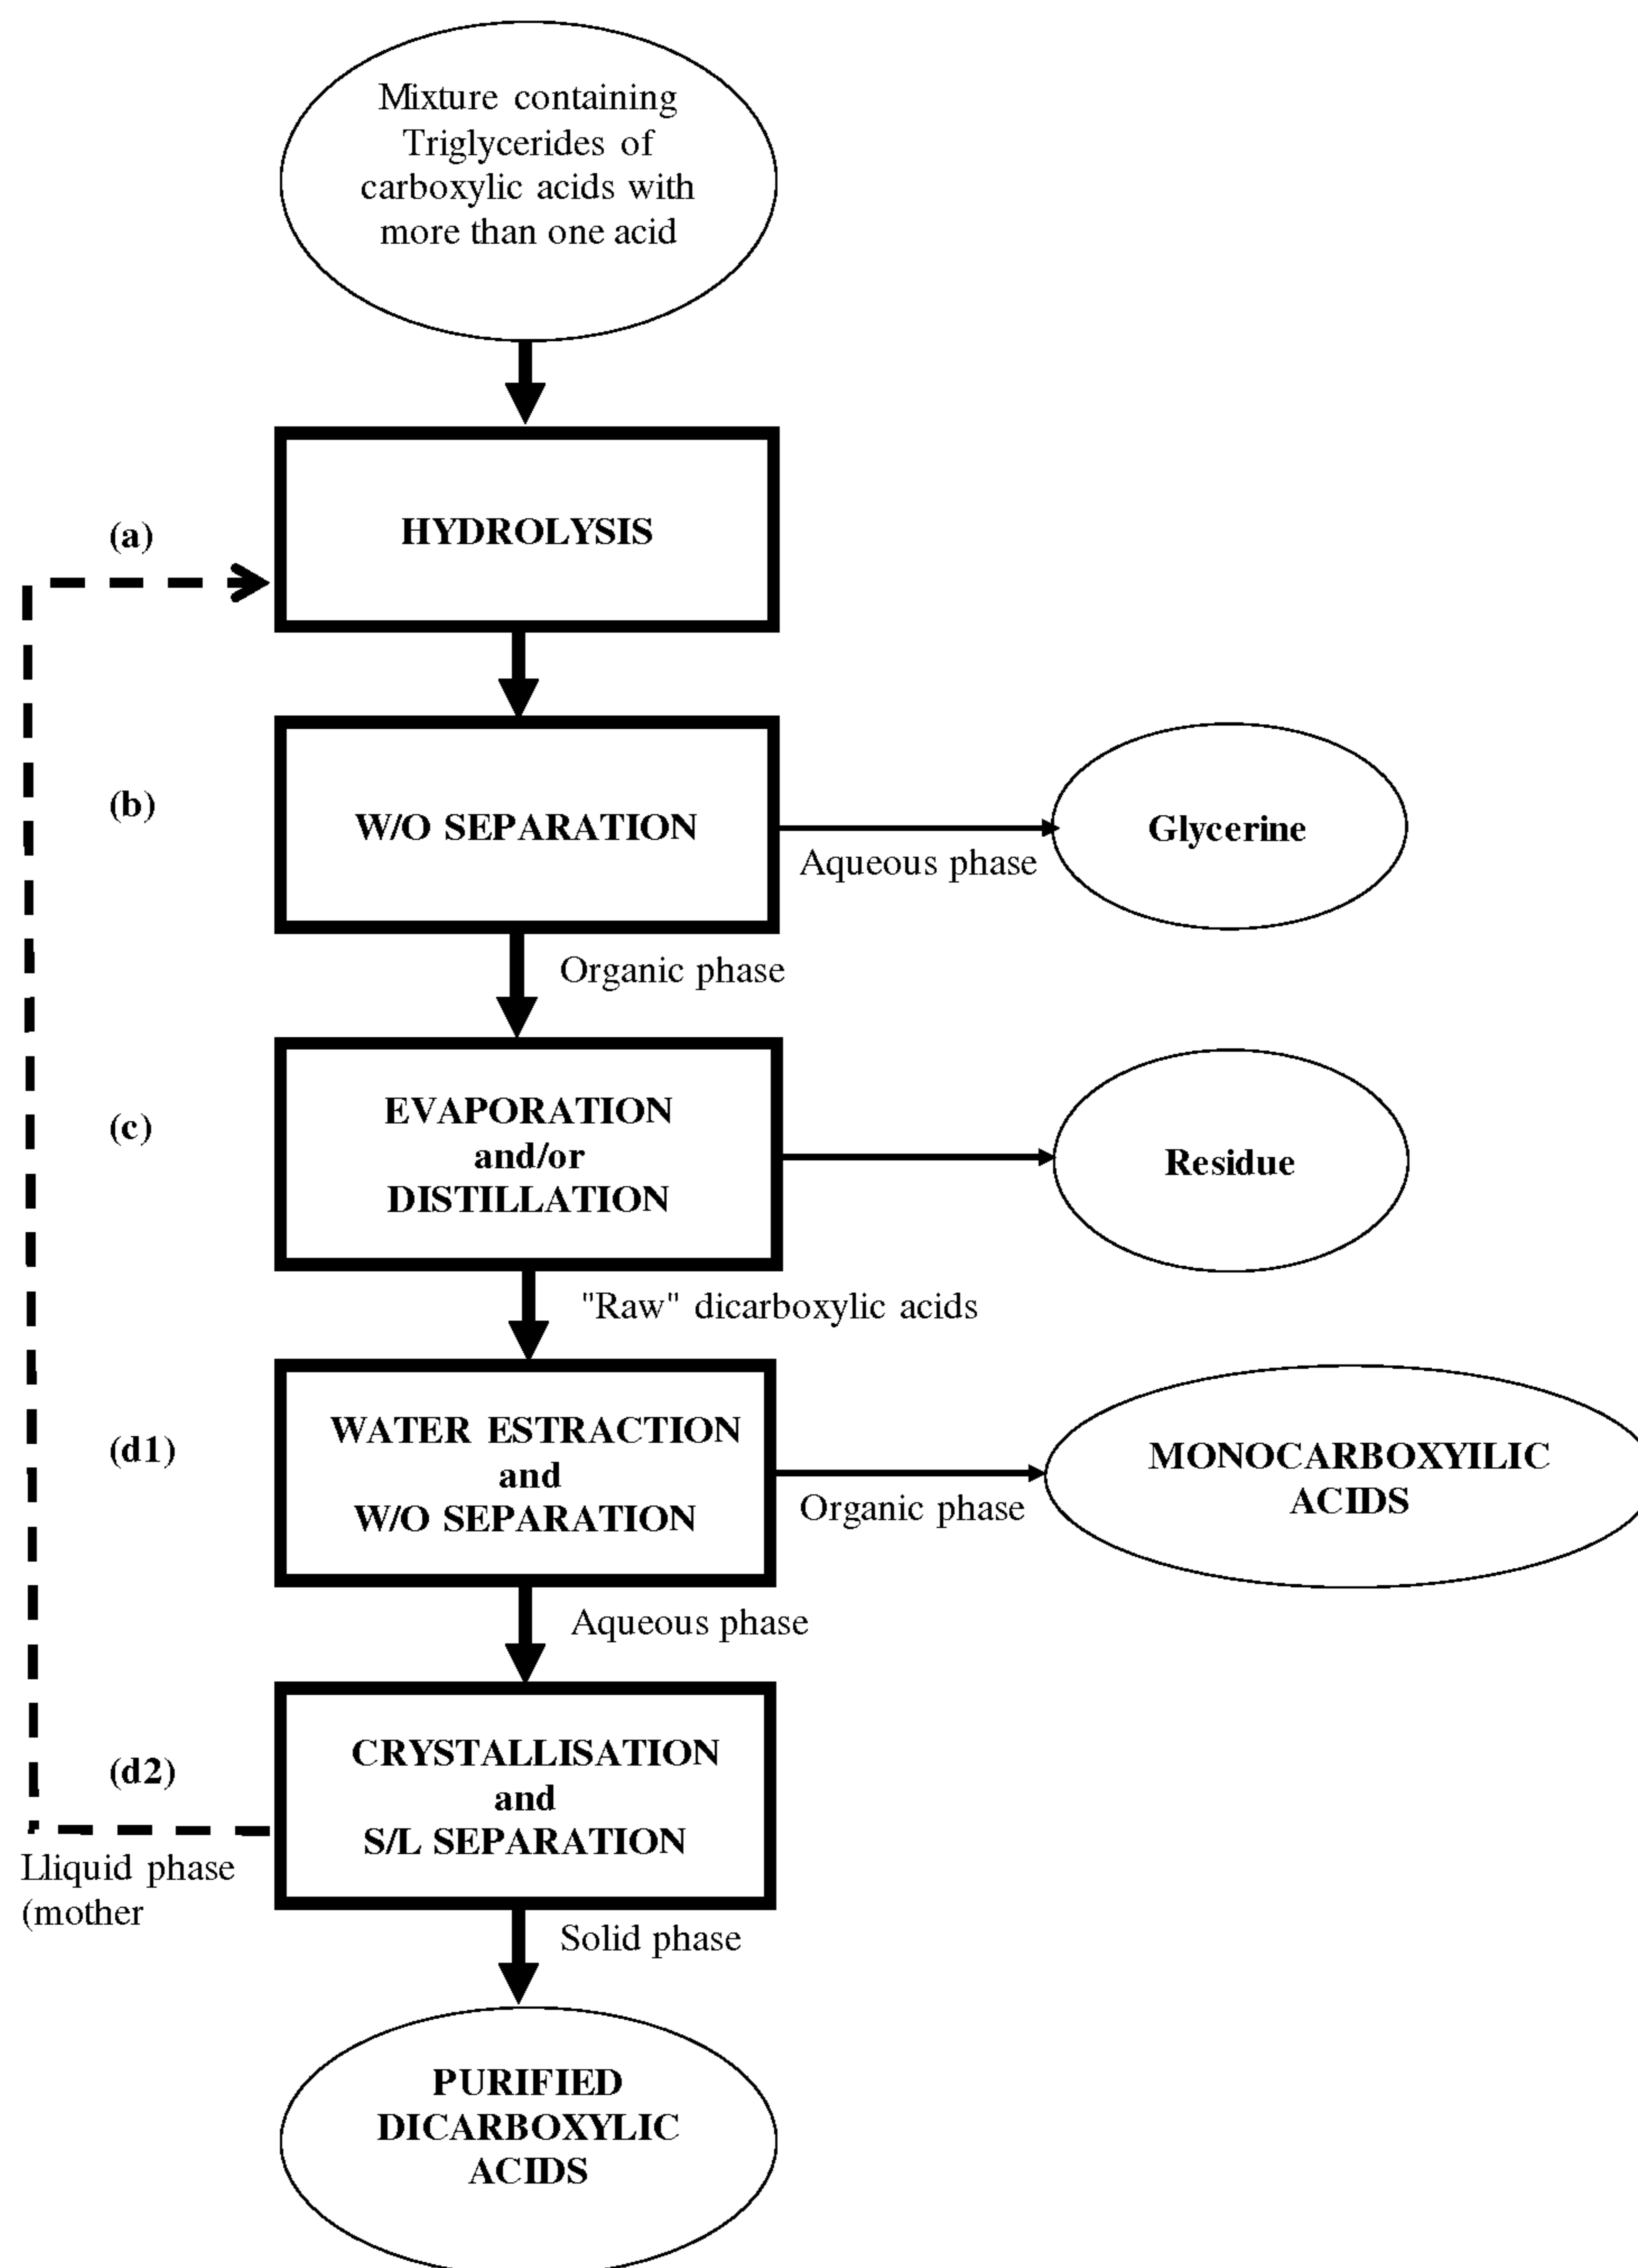 Mixture containing
Triglycerides of
carboxylic acids with
more than one acid
(a)
HYDROLYSIS
(b)
W/O SEPARATION
Aqueous phase
Glycerine
Organic phase
(c)
EVAPORATION
and/or
DISTILLATION
Residue
"Raw" dicarboxylic acids
(d1)
WATER ESTRACTION
and
W/O SEPARATION
Organic phase
MONOCARBOXYILIC
ACIDS
Aqueous phase
(d2)
CRYSTALLISATION
and
S/L SEPARATION
Lliquid phase
(mother
Solid phase
PURIFIED
DICARBOXYLIC
ACIDS